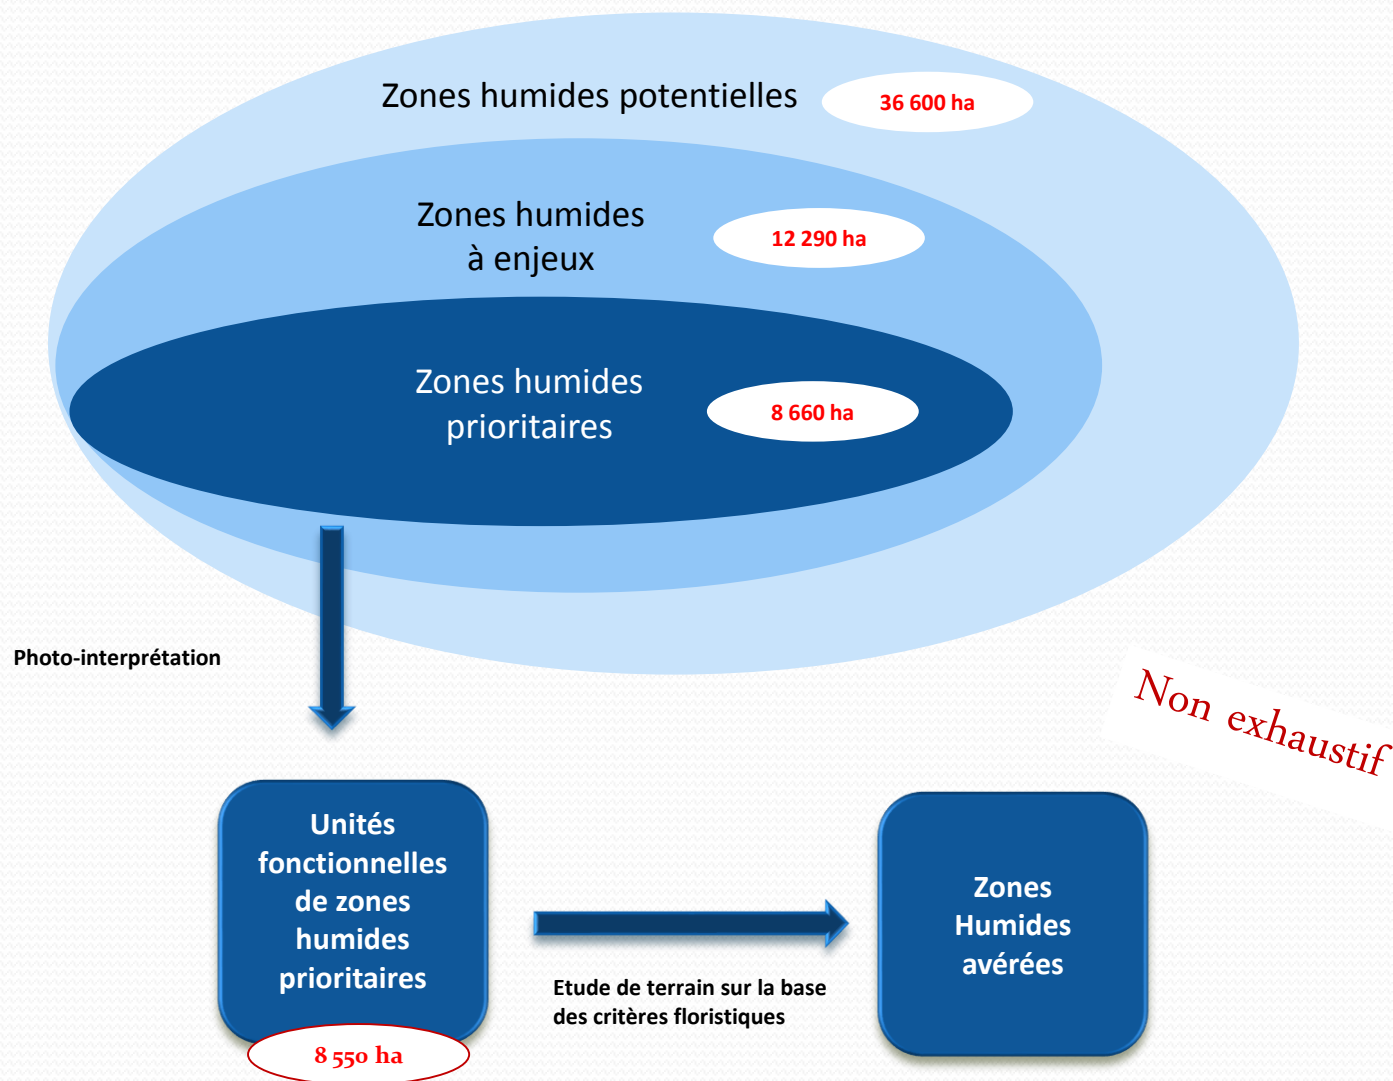 Zones humides potentielles
36 600 ha
Zones humides
à enjeux
12 290 ha
Zones humides
prioritaires
8 660 ha
Photo-interprétation
Non exhaustif
Unités
fonctionnelles
de zones
humides
prioritaires
8 550 ha
Etude de terrain sur la base
des critères floristiques
Zones
Humides
avérées